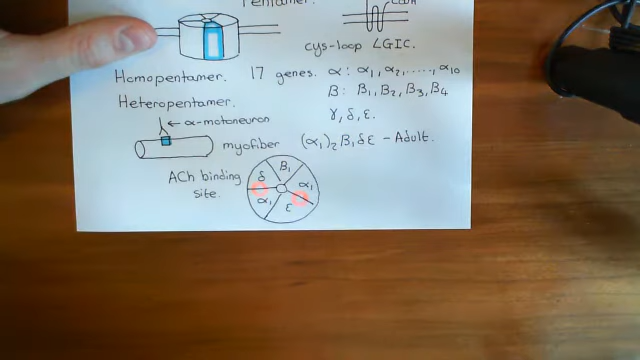 Pentamer.
cys-loop LGIC.
Homopentamer. 17 genes. α: α1, α2, ....., α10
Heteropentamer. β: β1, β2, β3, β4
γ, δ, ε.
← α-motoneuron
myofiber (α1)2 β1 δ ε - Adult.
ACh binding
site.
β1
δ α1
α1 ε